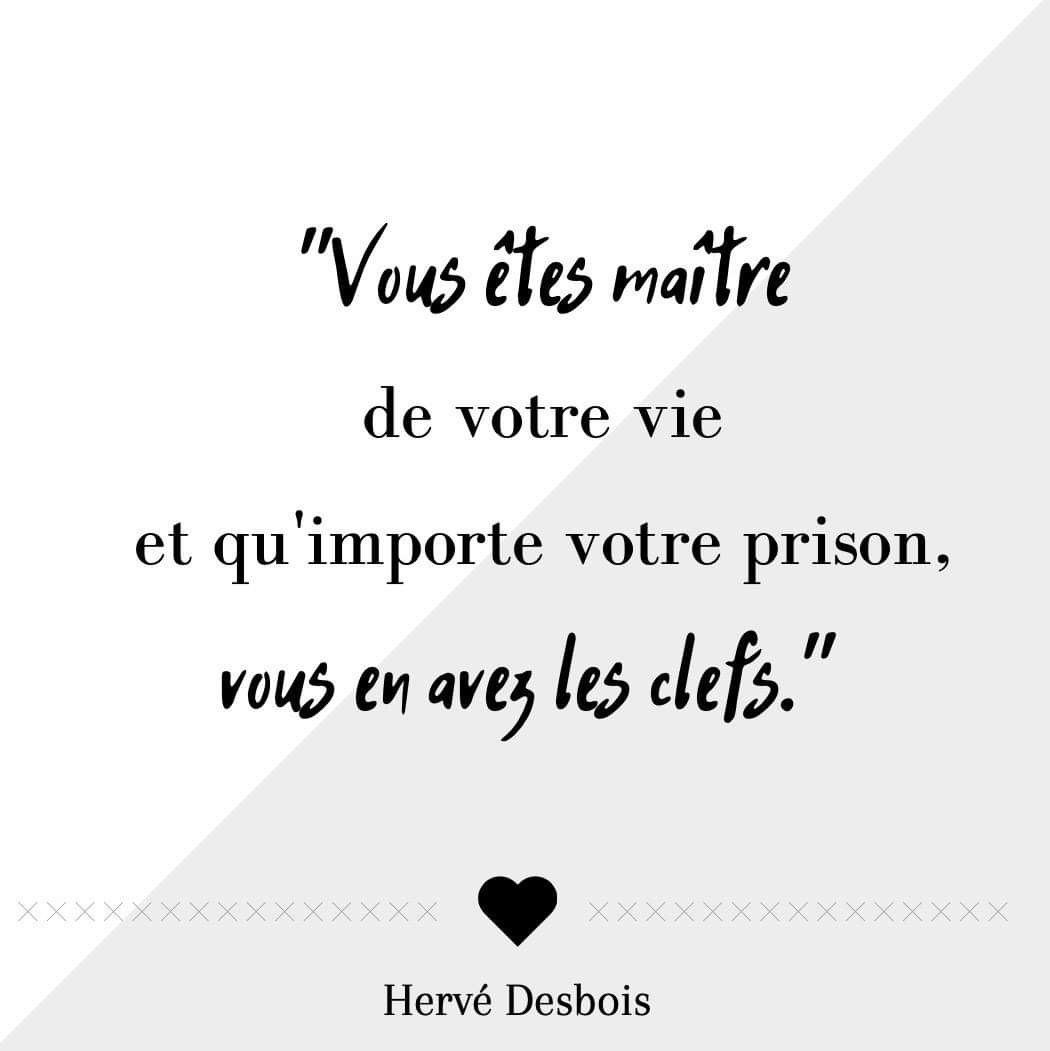 "Vous êtes maître
de votre vie
et qu'importe votre prison,
vous en avez les clefs."
Hervé Desbois